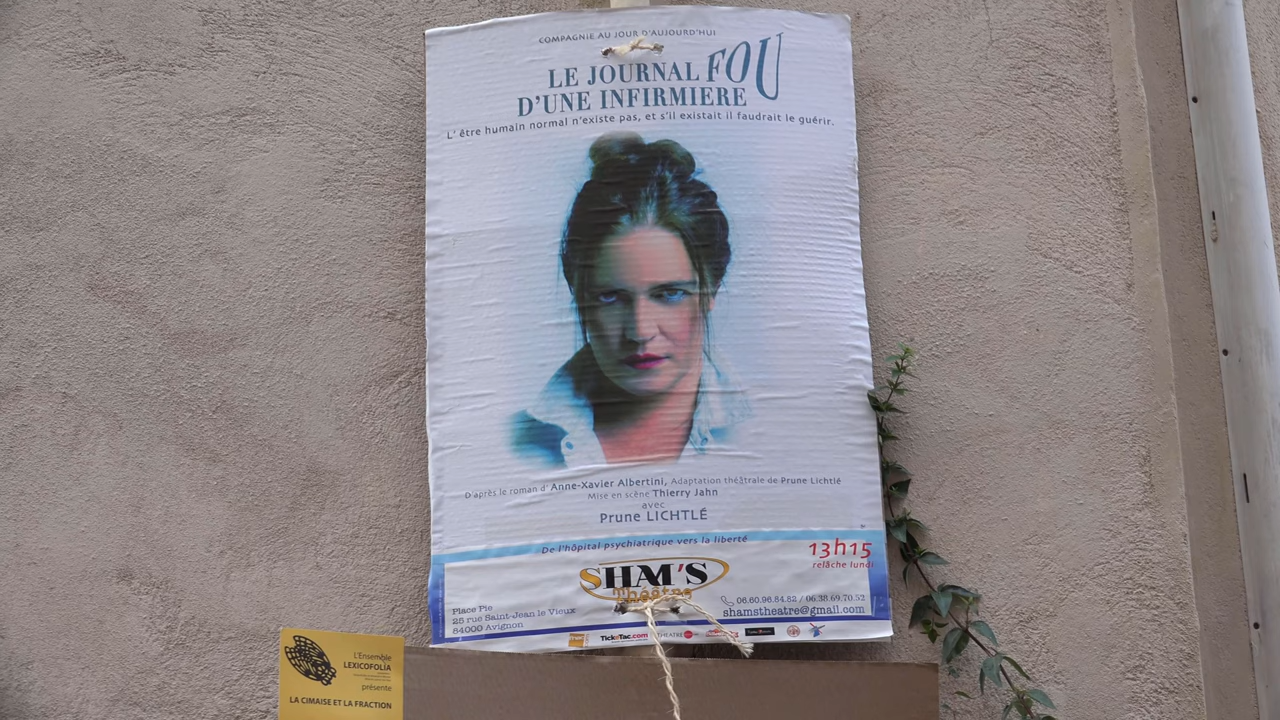 COMPAGNIE AU JOUR D'AUJOURD'HUI
LE JOURNAL FOU
D'UNE INFIRMIERE
L'être humain normal n'existe pas, et s'il existait il faudrait le guérir.
D'après le roman d'Anne-Xavier Albertini, Adaptation théâtrale de Prune Lichtlé
Mise en scène Thierry Jahn
avec
Prune LICHTLÉ
De l'hôpital psychiatrique vers la liberté
13h15
relâche lundi
SHAM'S
Théâtre
Place Pie
25 rue Saint-Jean le Vieux
84000 Avignon
06.60.96.84.82 / 06.38.69.70.52
shamstheatre@gmail.com
fnac
TickeTac.com
THEATRE
L'Ensemble
LEXICOFOLIA
présente
LA CIMAISE ET LA FRACTION